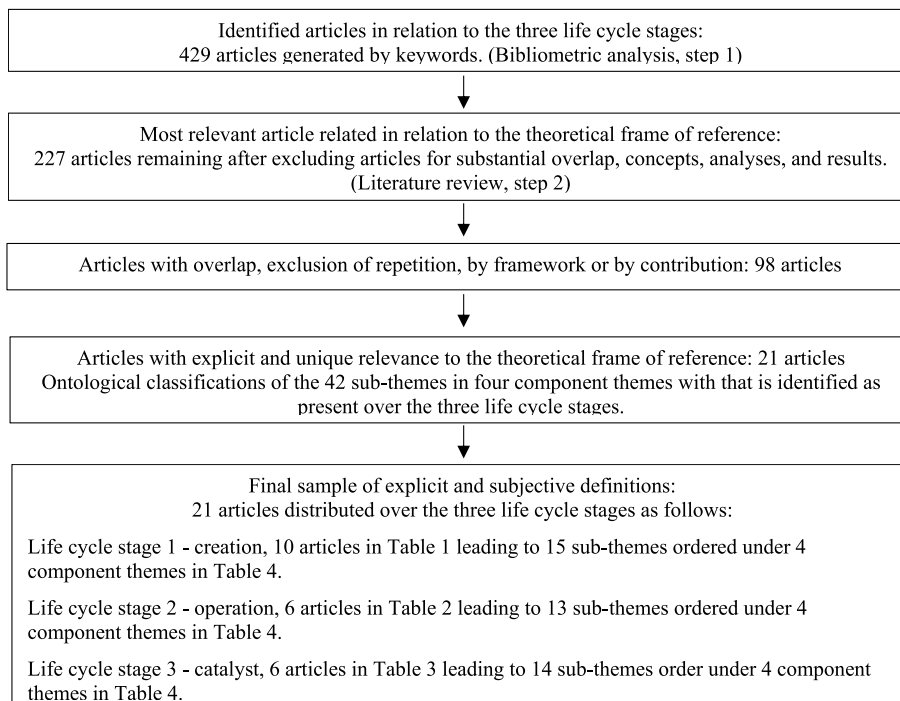 Identified articles in relation to the three life cycle stages:
429 articles generated by keywords. (Bibliometric analysis, step 1)
Most relevant article related in relation to the theoretical frame of reference:
227 articles remaining after excluding articles for substantial overlap, concepts, analyses, and results.
(Literature review, step 2)
Articles with overlap, exclusion of repetition, by framework or by contribution: 98 articles
Articles with explicit and unique relevance to the theoretical frame of reference: 21 articles
Ontological classifications of the 42 sub-themes in four component themes with that is identified as
present over the three life cycle stages.
Final sample of explicit and subjective definitions:
21 articles distributed over the three life cycle stages as follows:
Life cycle stage 1 - creation, 10 articles in Table 1 leading to 15 sub-themes ordered under 4
component themes in Table 4.
Life cycle stage 2 - operation, 6 articles in Table 2 leading to 13 sub-themes ordered under 4
component themes in Table 4.
Life cycle stage 3 - catalyst, 6 articles in Table 3 leading to 14 sub-themes order under 4 component
themes in Table 4.